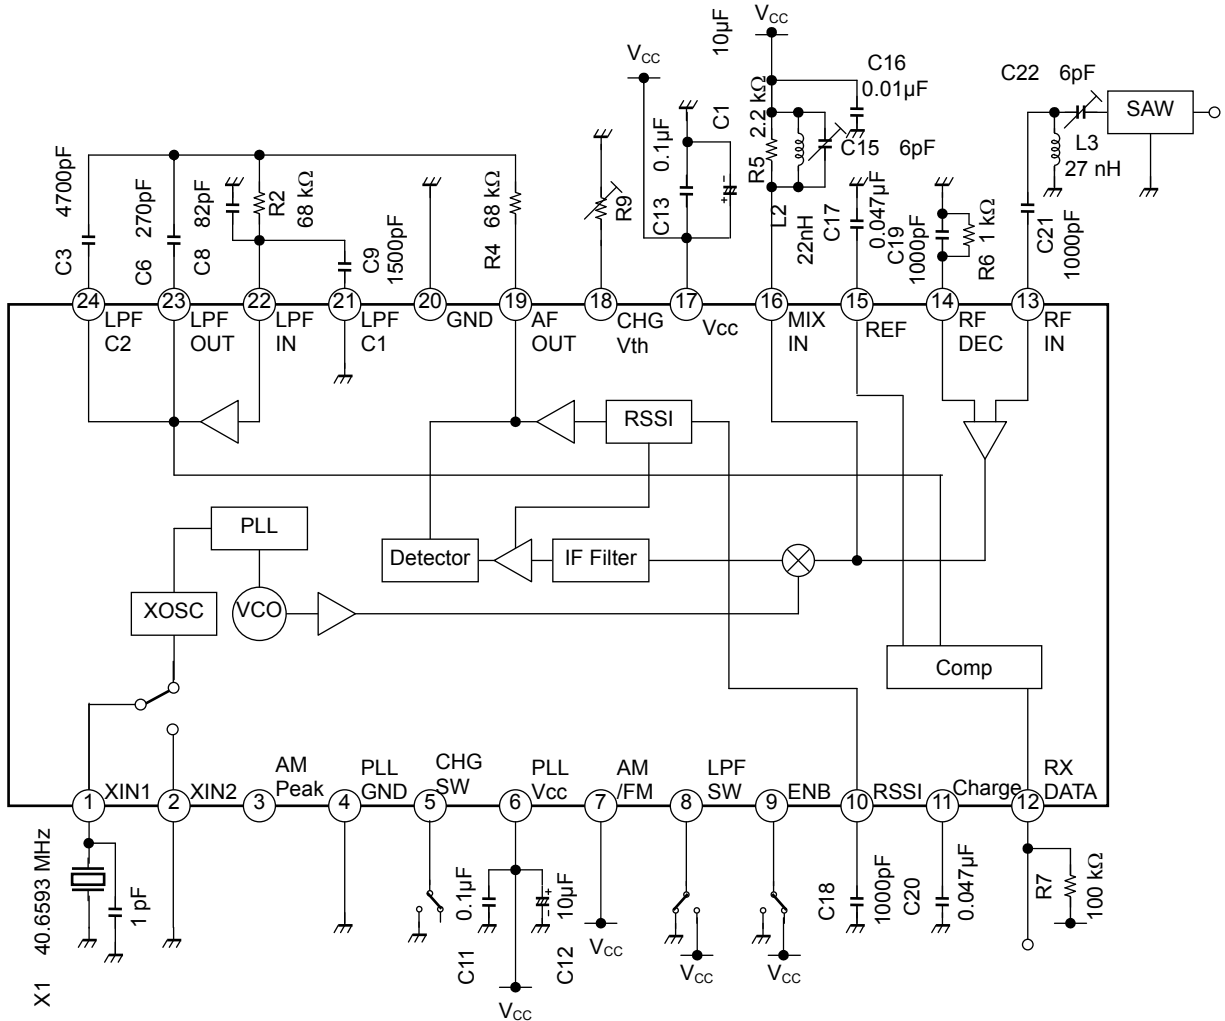 V_CC
10µF
V_CC
C16
0.01µF
C22 6pF
SAW
L3
27 nH
C15 6pF
2.2 kΩ
R5
C1
0.1µF
C13
R9
4700pF
C3
270pF
C6
82pF
C8
R2
68 kΩ
C9
1500pF
68 kΩ
R4
L2
22nH
C17
0.047µF
C19
1000pF
R6
1 kΩ
C21
1000pF
24
23
22
21
20
19
18
17
16
15
14
13
LPF
C2
LPF
OUT
LPF
IN
LPF
C1
GND
AF
OUT
CHG
Vth
Vcc
MIX
IN
REF
RF
DEC
RF
IN
RSSI
PLL
Detector
IF Filter
XOSC
VCO
Comp
XIN1
XIN2
AM
Peak
PLL
GND
CHG
SW
PLL
Vcc
AM
/FM
LPF
SW
ENB
RSSI
Charge
RX
DATA
1
2
3
4
5
6
7
8
9
10
11
12
X1 40.6593 MHz
1 pF
0.1µF
C11
+
10µF
C12
V_CC
V_CC
V_CC
V_CC
C18
1000pF
C20
0.047µF
R7
100 kΩ